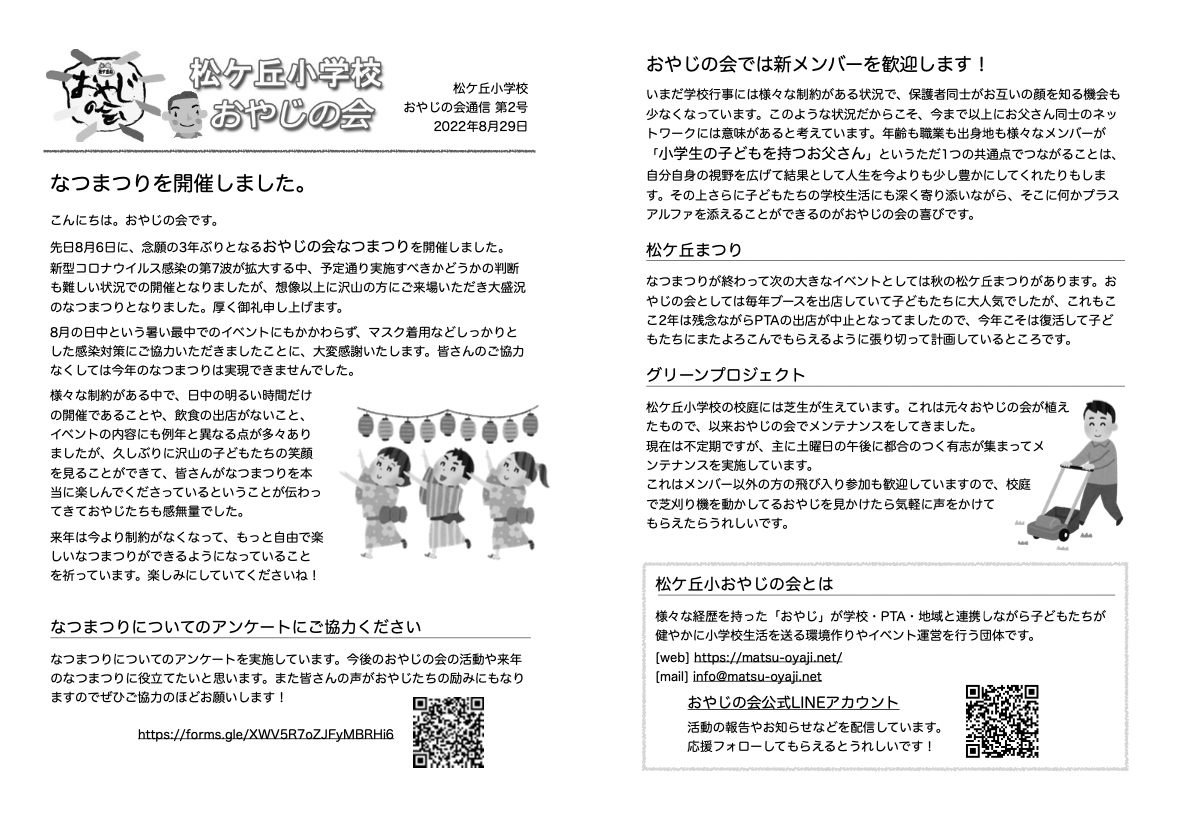 おやじの会
松ケ丘小学校
おやじの会
松ケ丘小学校
おやじの会通信 第2号
2022年8月29日
なつまつりを開催しました。
こんにちは。おやじの会です。
先日8月6日に、念願の3年ぶりとなるおやじの会なつまつりを開催しました。
新型コロナウイルス感染の第7波が拡大する中、予定通り実施すべきかどうかの判断
も難しい状況での開催となりましたが、想像以上に沢山の方にご来場いただき大盛況
のなつまつりとなりました。厚く御礼申し上げます。
8月の日中という暑い最中でのイベントにもかかわらず、マスク着用などしっかりと
した感染対策にご協力いただきましたことに、大変感謝いたします。皆さんのご協力
なくしては今年のなつまつりは実現できませんでした。
様々な制約がある中で、日中の明るい時間だけ
の開催であることや、飲食の出店がないこと、
イベントの内容にも例年と異なる点が多々あり
ましたが、久しぶりに沢山の子どもたちの笑顔
を見ることができて、皆さんがなつまつりを本
当に楽しんでくださっているということが伝わっ
てきておやじたちも感無量でした。
来年は今より制約がなくなって、もっと自由で楽
しいなつまつりができるようになっていること
を祈っています。楽しみにしていてくださいね！
なつまつりについてのアンケートにご協力ください
なつまつりについてのアンケートを実施しています。今後のおやじの会の活動や来年
のなつまつりに役立てたいと思います。また皆さんの声がおやじたちの励みにもなり
ますのでぜひご協力のほどお願いします！
https://forms.gle/XWV5R7oZJFyMBRHi6
おやじの会では新メンバーを歓迎します！
いまだ学校行事には様々な制約がある状況で、保護者同士がお互いの顔を知る機会も
少なくなっています。このような状況だからこそ、今まで以上にお父さん同士のネッ
トワークには意味があると考えています。年齢も職業も出身地も様々なメンバーが
「小学生の子どもを持つお父さん」というただ1つの共通点でつながることは、
自分自身の視野を広げて結果として人生を今よりも少し豊かにしてくれたりもしま
す。その上さらに子どもたちの学校生活にも深く寄り添いながら、そこに何かプラス
アルファを添えることができるのがおやじの会の喜びです。
松ケ丘まつり
なつまつりが終わって次の大きなイベントとしては秋の松ケ丘まつりがあります。お
やじの会としては毎年ブースを出店していて子どもたちに大人気でしたが、これもこ
こ2年は残念ながらPTAの出店が中止となってましたので、今年こそは復活して子ど
もたちにまたよろこんでもらえるように張り切って計画しているところです。
グリーンプロジェクト
松ケ丘小学校の校庭には芝生が生えています。これは元々おやじの会が植え
たもので、以来おやじの会でメンテナンスをしてきました。
現在は不定期ですが、主に土曜日の午後に都合のつく有志が集まってメ
ンテナンスを実施しています。
これはメンバー以外の方の飛び入り参加も歓迎していますので、校庭
で芝刈り機を動かしてるおやじを見かけたら気軽に声をかけて
もらえたらうれしいです。
松ケ丘小おやじの会とは
様々な経歴を持った「おやじ」が学校・PTA・地域と連携しながら子どもたちが
健やかに小学校生活を送る環境作りやイベント運営を行う団体です。
[web] https://matsu-oyaji.net/
[mail] info@matsu-oyaji.net
おやじの会公式LINEアカウント
活動の報告やお知らせなどを配信しています。
応援フォローしてもらえるとうれしいです！